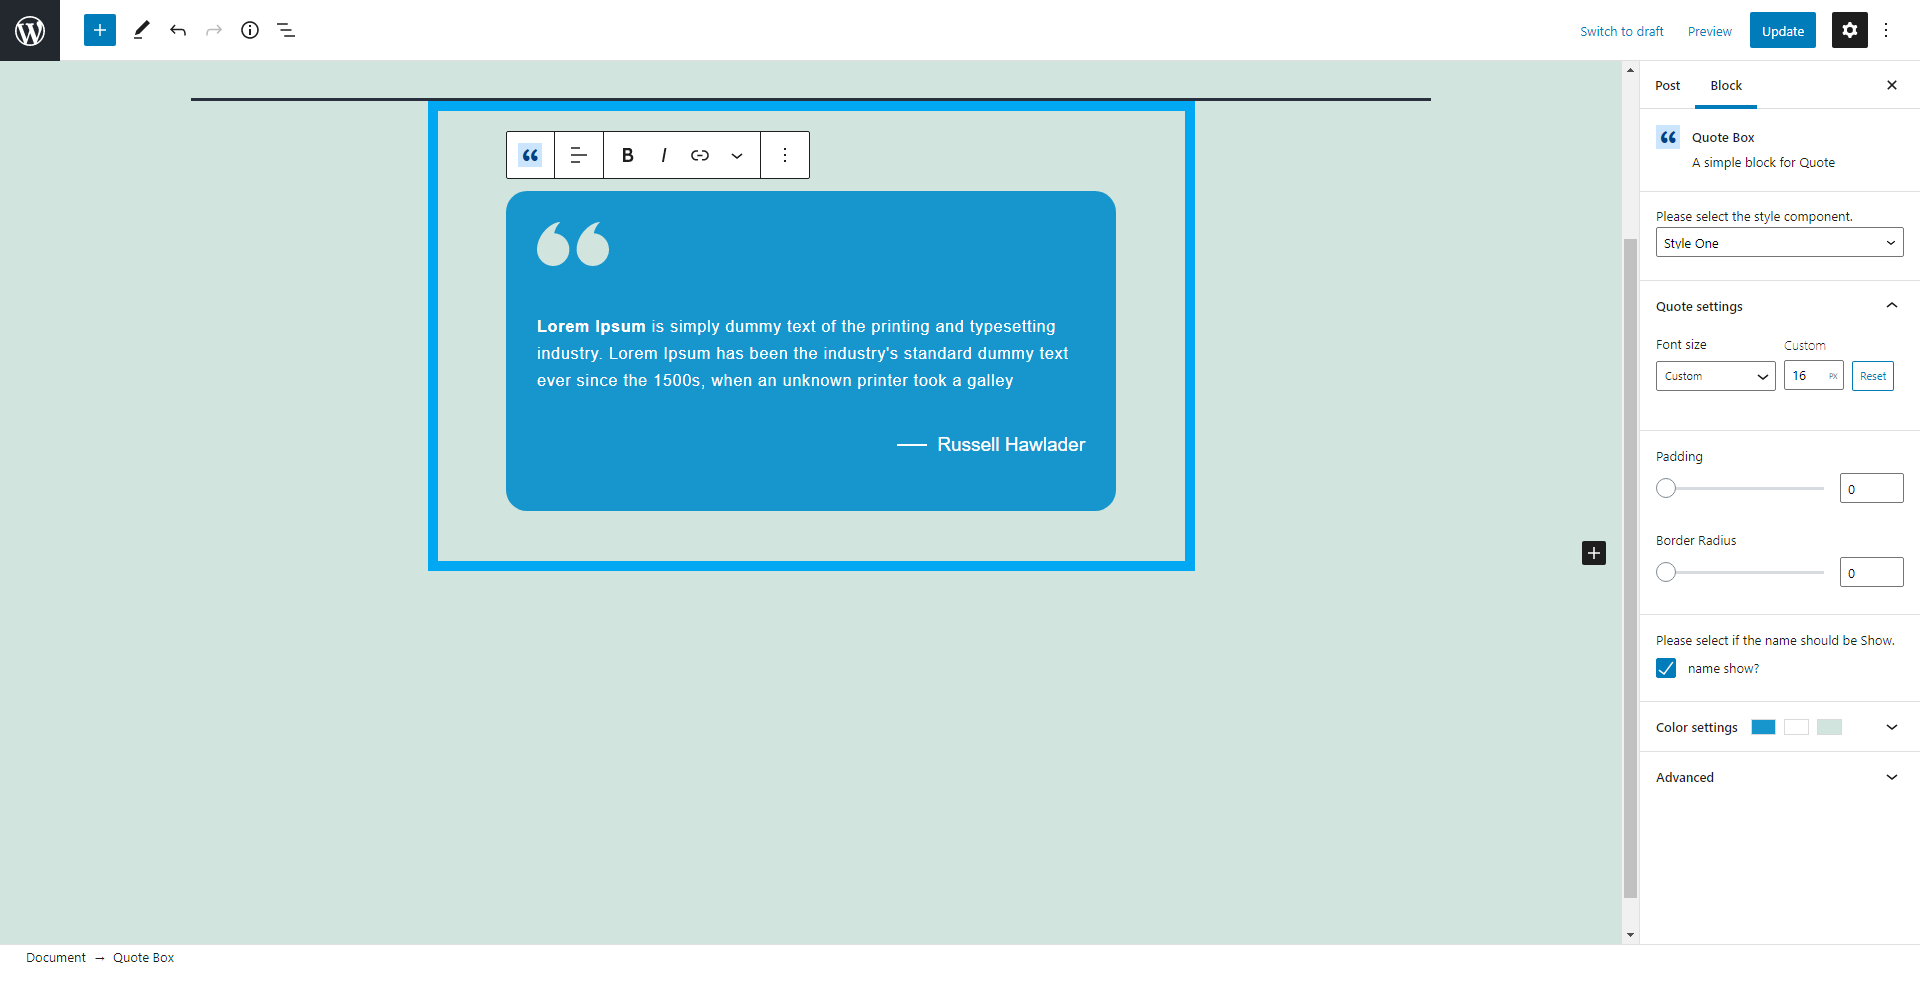 Switch to draft
Preview
Update
Post
Block
Quote Box
A simple block for Quote
Please select the style component.
Style One
Quote settings
Font size
Custom
Custom
16
PX
Reset
Padding
0
Border Radius
0
Please select if the name should be Show.
name show?
Color settings
Advanced
B
I
Lorem Ipsum is simply dummy text of the printing and typesetting
industry. Lorem Ipsum has been the industry's standard dummy text
ever since the 1500s, when an unknown printer took a galley
Russell Hawlader
Document → Quote Box